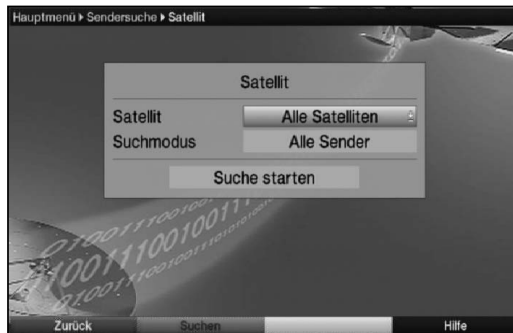 Hauptmenü ▸ Sendersuche ▸ Satellit
Satellit
Satellit Alle Satelliten
Suchmodus Alle Sender
Suche starten
Zurück Suchen Hilfe